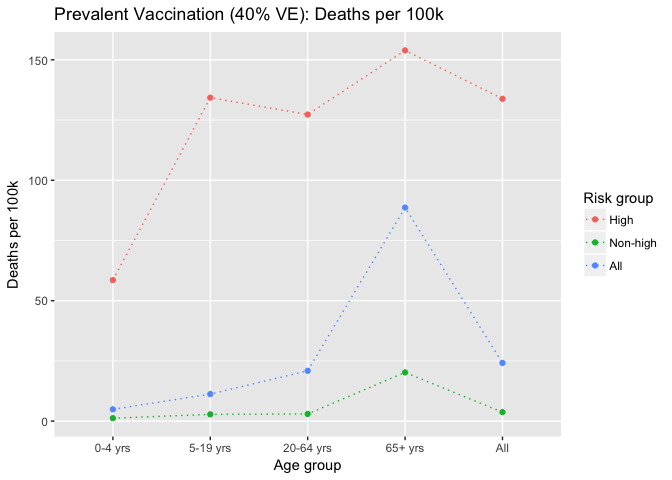 Prevalent Vaccination (40% VE): Deaths per 100k
Deaths per 100k
150
100
50
0
0-4 yrs
5-19 yrs
20-64 yrs
65+ yrs
All
Age group
Risk group
High
Non-high
All